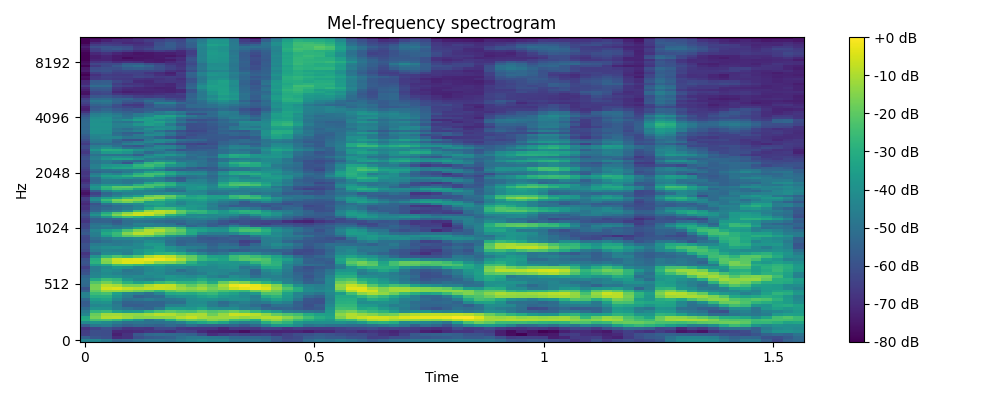 Mel-frequency spectrogram
Hz
8192
4096
2048
1024
512
0
0
0.5
1
1.5
Time
+0 dB
-10 dB
-20 dB
-30 dB
-40 dB
-50 dB
-60 dB
-70 dB
-80 dB